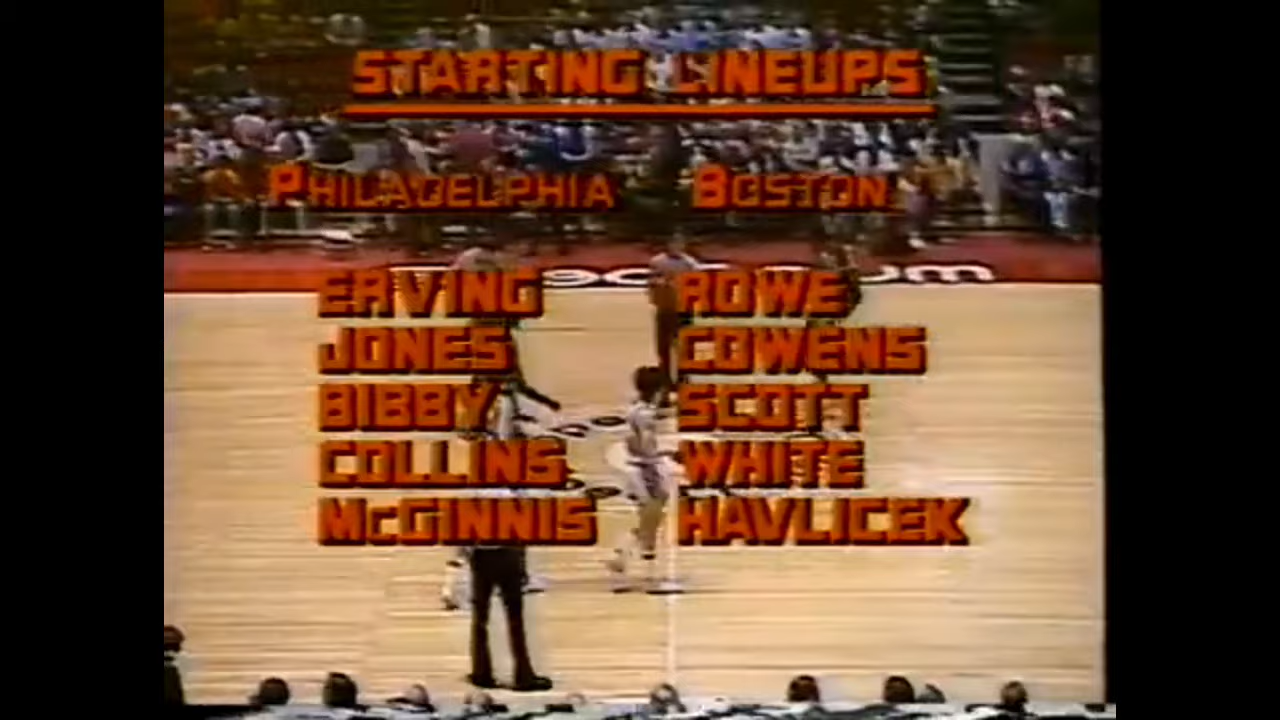 STARTING LINEUPS
PHILADELPHIA BOSTON
ERVING ROWE
JONES COWENS
BIBBY SCOTT
COLLINS WHITE
McGINNIS HAVLICEK